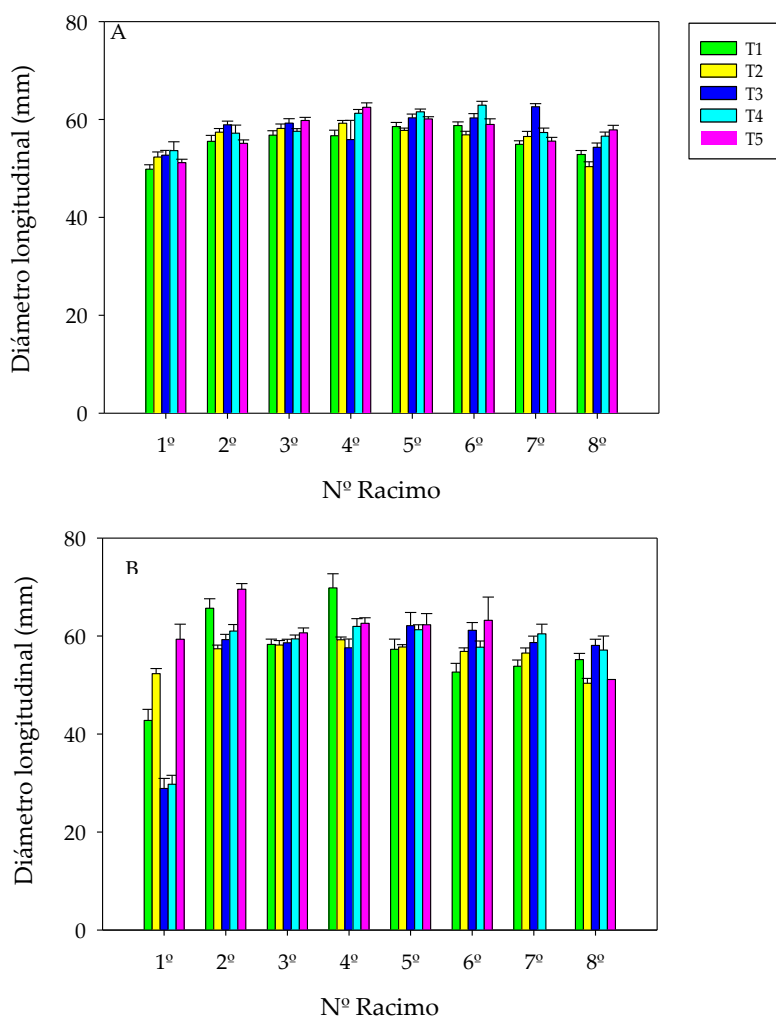 A
Diámetro longitudinal (mm)
80
60
40
20
0
1º 2º 3º 4º 5º 6º 7º 8º
Nº Racimo
T1
T2
T3
T4
T5
B
Diámetro longitudinal (mm)
80
60
40
20
0
1º 2º 3º 4º 5º 6º 7º 8º
Nº Racimo